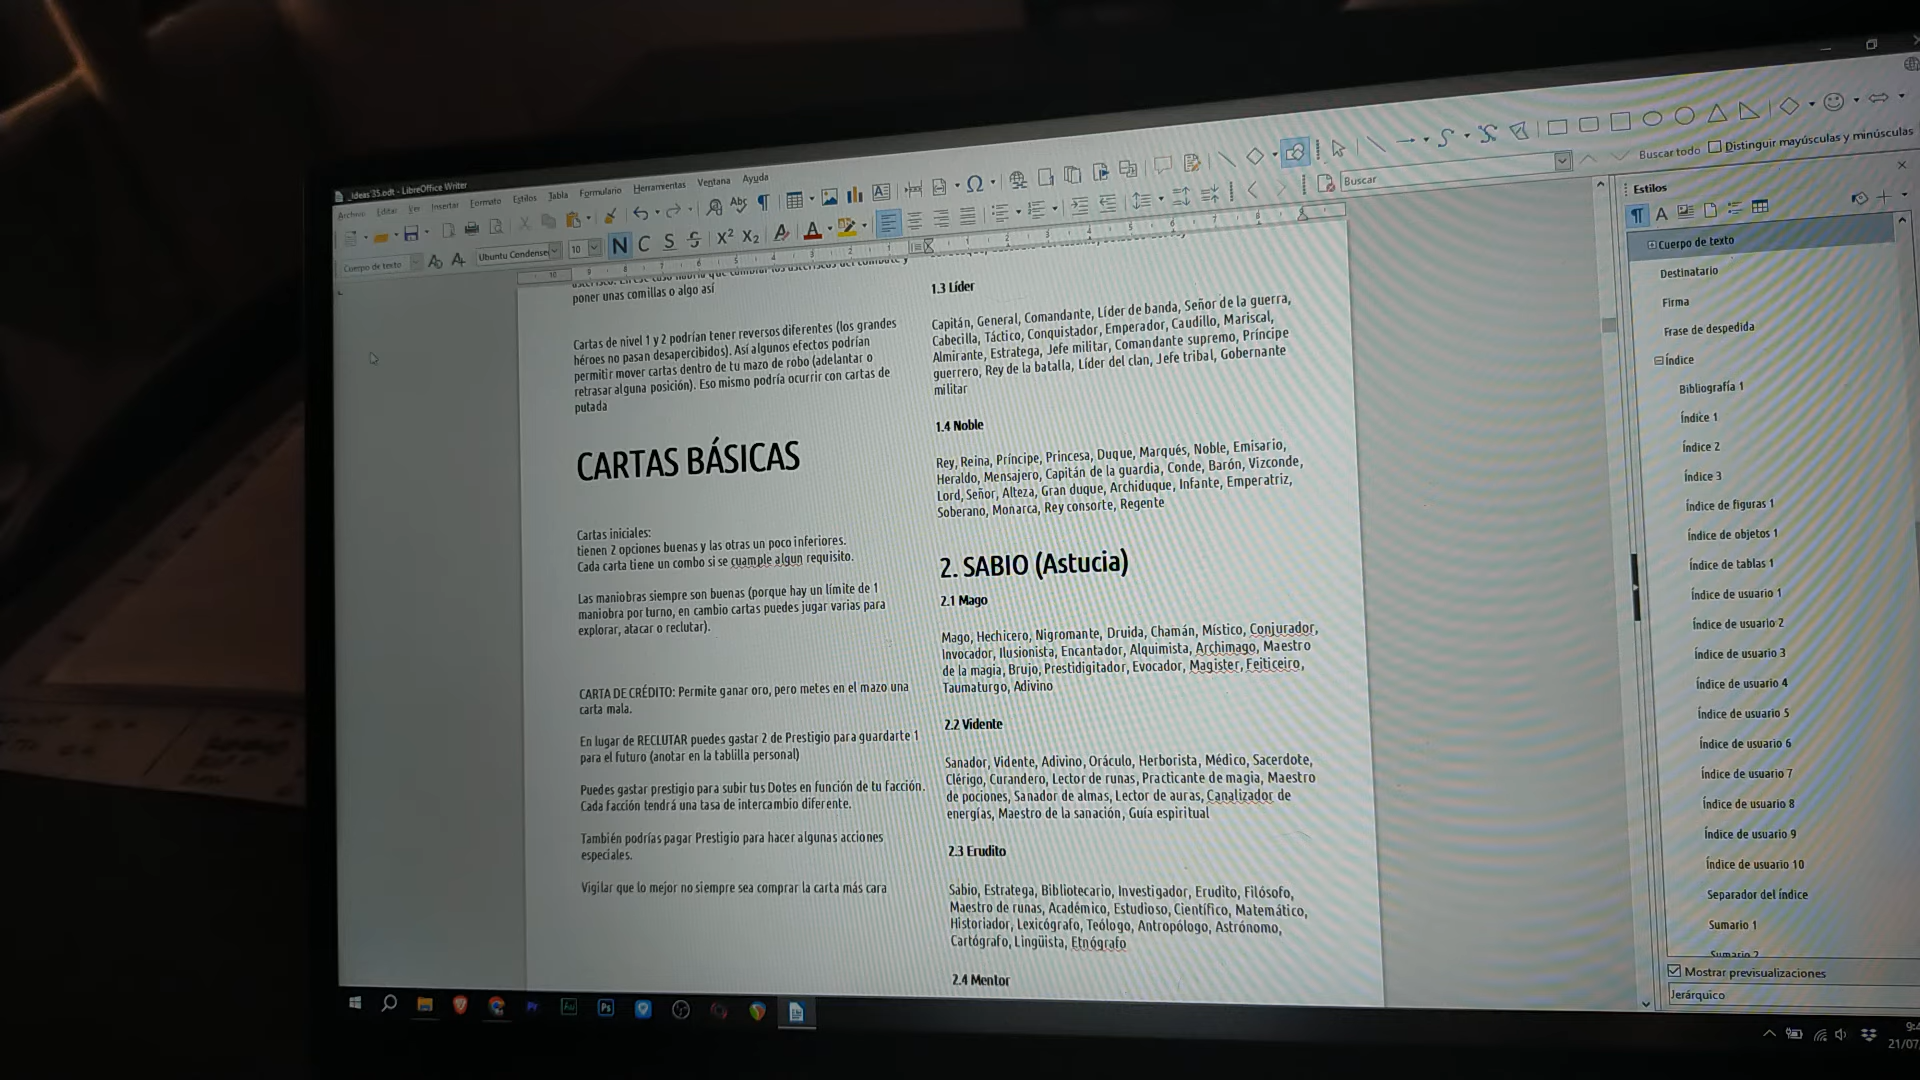 _Ideas 35.odt - LibreOffice Writer
Archivo Editar Ver Insertar Formato Estilos Tabla Formulario Herramientas Ventana Ayuda
Buscar
Buscar todo
Distinguir mayúsculas y minúsculas
Cuerpo de texto
Ubuntu Condensed
10
N C S S X² X₂
poner unas comillas o algo así
Cartas de nivel 1 y 2 podrían tener reversos diferentes (los grandes
héroes no pasan desapercibidos). Así algunos efectos podrían
permitir mover cartas dentro de tu mazo de robo (adelantar o
retrasar alguna posición). Eso mismo podría ocurrir con cartas de
putada
CARTAS BÁSICAS
Cartas iniciales:
tienen 2 opciones buenas y las otras un poco inferiores.
Cada carta tiene un combo si se cuample algun requisito.
Las maniobras siempre son buenas (porque hay un límite de 1
maniobra por turno, en cambio cartas puedes jugar varias para
explorar, atacar o reclutar).
CARTA DE CRÉDITO: Permite ganar oro, pero metes en el mazo una
carta mala.
En lugar de RECLUTAR puedes gastar 2 de Prestigio para guardarte 1
para el futuro (anotar en la tablilla personal)
Puedes gastar prestigio para subir tus Dotes en función de tu facción.
Cada facción tendrá una tasa de intercambio diferente.
También podrías pagar Prestigio para hacer algunas acciones
especiales.
Vigilar que lo mejor no siempre sea comprar la carta más cara
1.3 Líder
Capitán, General, Comandante, Líder de banda, Señor de la guerra,
Cabecilla, Táctico, Conquistador, Emperador, Caudillo, Mariscal,
Almirante, Estratega, Jefe militar, Comandante supremo, Príncipe
guerrero, Rey de la batalla, Líder del clan, Jefe tribal, Gobernante
militar
1.4 Noble
Rey, Reina, Príncipe, Princesa, Duque, Marqués, Noble, Emisario,
Heraldo, Mensajero, Capitán de la guardia, Conde, Barón, Vizconde,
Lord, Señor, Alteza, Gran duque, Archiduque, Infante, Emperatriz,
Soberano, Monarca, Rey consorte, Regente
2. SABIO (Astucia)
2.1 Mago
Mago, Hechicero, Nigromante, Druida, Chamán, Místico, Conjurador,
Invocador, Ilusionista, Encantador, Alquimista, Archimago, Maestro
de la magia, Brujo, Prestidigitador, Evocador, Magister, Feiticeiro,
Taumaturgo, Adivino
2.2 Vidente
Sanador, Vidente, Adivino, Oráculo, Herborista, Médico, Sacerdote,
Clérigo, Curandero, Lector de runas, Practicante de magia, Maestro
de pociones, Sanador de almas, Lector de auras, Canalizador de
energías, Maestro de la sanación, Guía espiritual
2.3 Erudito
Sabio, Estratega, Bibliotecario, Investigador, Erudito, Filósofo,
Maestro de runas, Académico, Estudioso, Científico, Matemático,
Historiador, Lexicógrafo, Teólogo, Antropólogo, Astrónomo,
Cartógrafo, Lingüista, Etnógrafo
2.4 Mentor
Estilos
Cuerpo de texto
Destinatario
Firma
Frase de despedida
Índice
Bibliografía 1
Índice 1
Índice 2
Índice 3
Índice de figuras 1
Índice de objetos 1
Índice de tablas 1
Índice de usuario 1
Índice de usuario 2
Índice de usuario 3
Índice de usuario 4
Índice de usuario 5
Índice de usuario 6
Índice de usuario 7
Índice de usuario 8
Índice de usuario 9
Índice de usuario 10
Separador del índice
Sumario 1
Sumario 2
Mostrar previsualizaciones
Jerárquico
21/07